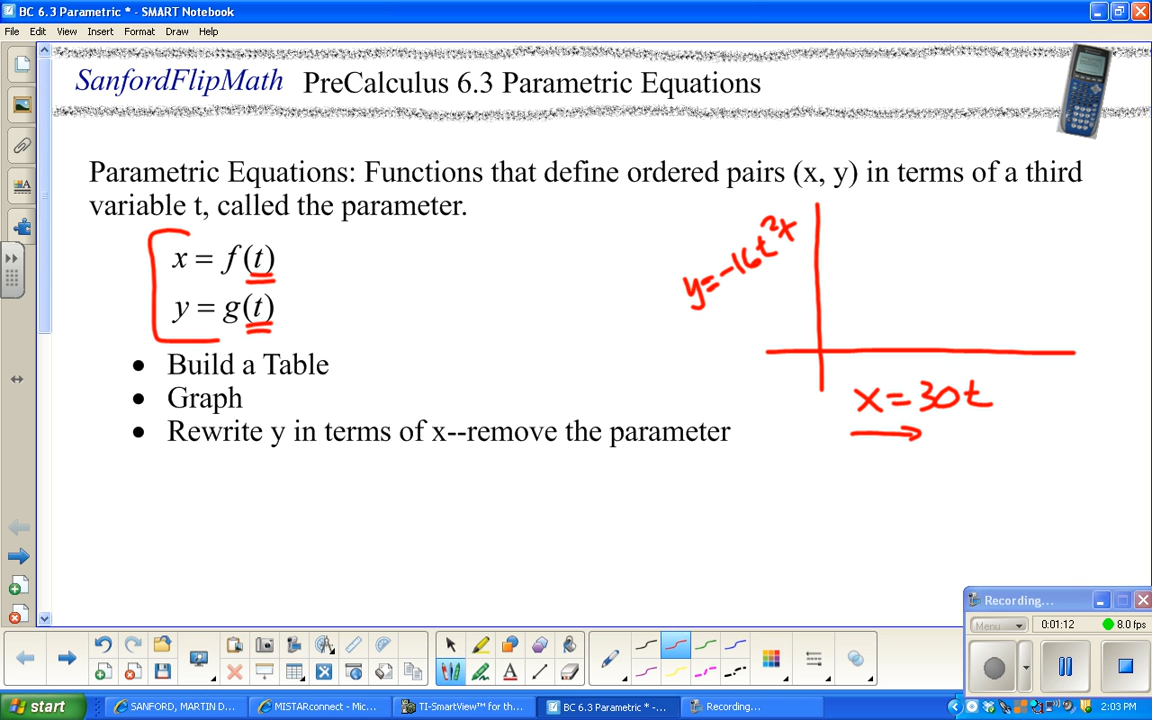 BC 6.3 Parametric * - SMART Notebook
File Edit View Insert Format Draw Help
SanfordFlipMath PreCalculus 6.3 Parametric Equations
Parametric Equations: Functions that define ordered pairs (x, y) in terms of a third
variable t, called the parameter.
x = f(t)
y = g(t)
y=-16t²+
• Build a Table
• Graph
x=30t
• Rewrite y in terms of x--remove the parameter
Recording...
Menu
0:01:12
8.0 fps
start
SANFORD, MARTIN D...
MISTARconnect - Mic...
TI-SmartView™ for th...
BC 6.3 Parametric * -...
Recording...
2:03 PM